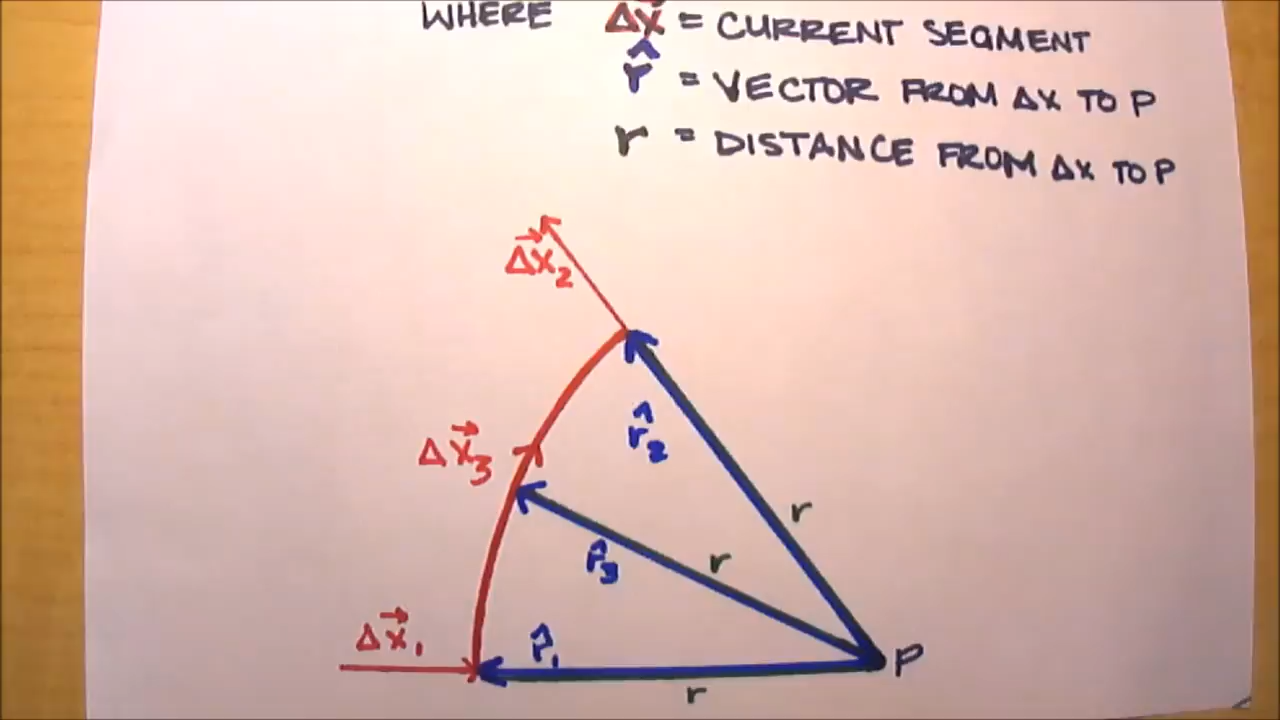 WHERE Δx⃗ = CURRENT SEGMENT
r̂ = VECTOR FROM Δx TO P
r = DISTANCE FROM Δx TO P
Δx⃗₂
r̂₂
Δx⃗₃
r
r̂₃
r
Δx⃗₁
r̂₁
P
r